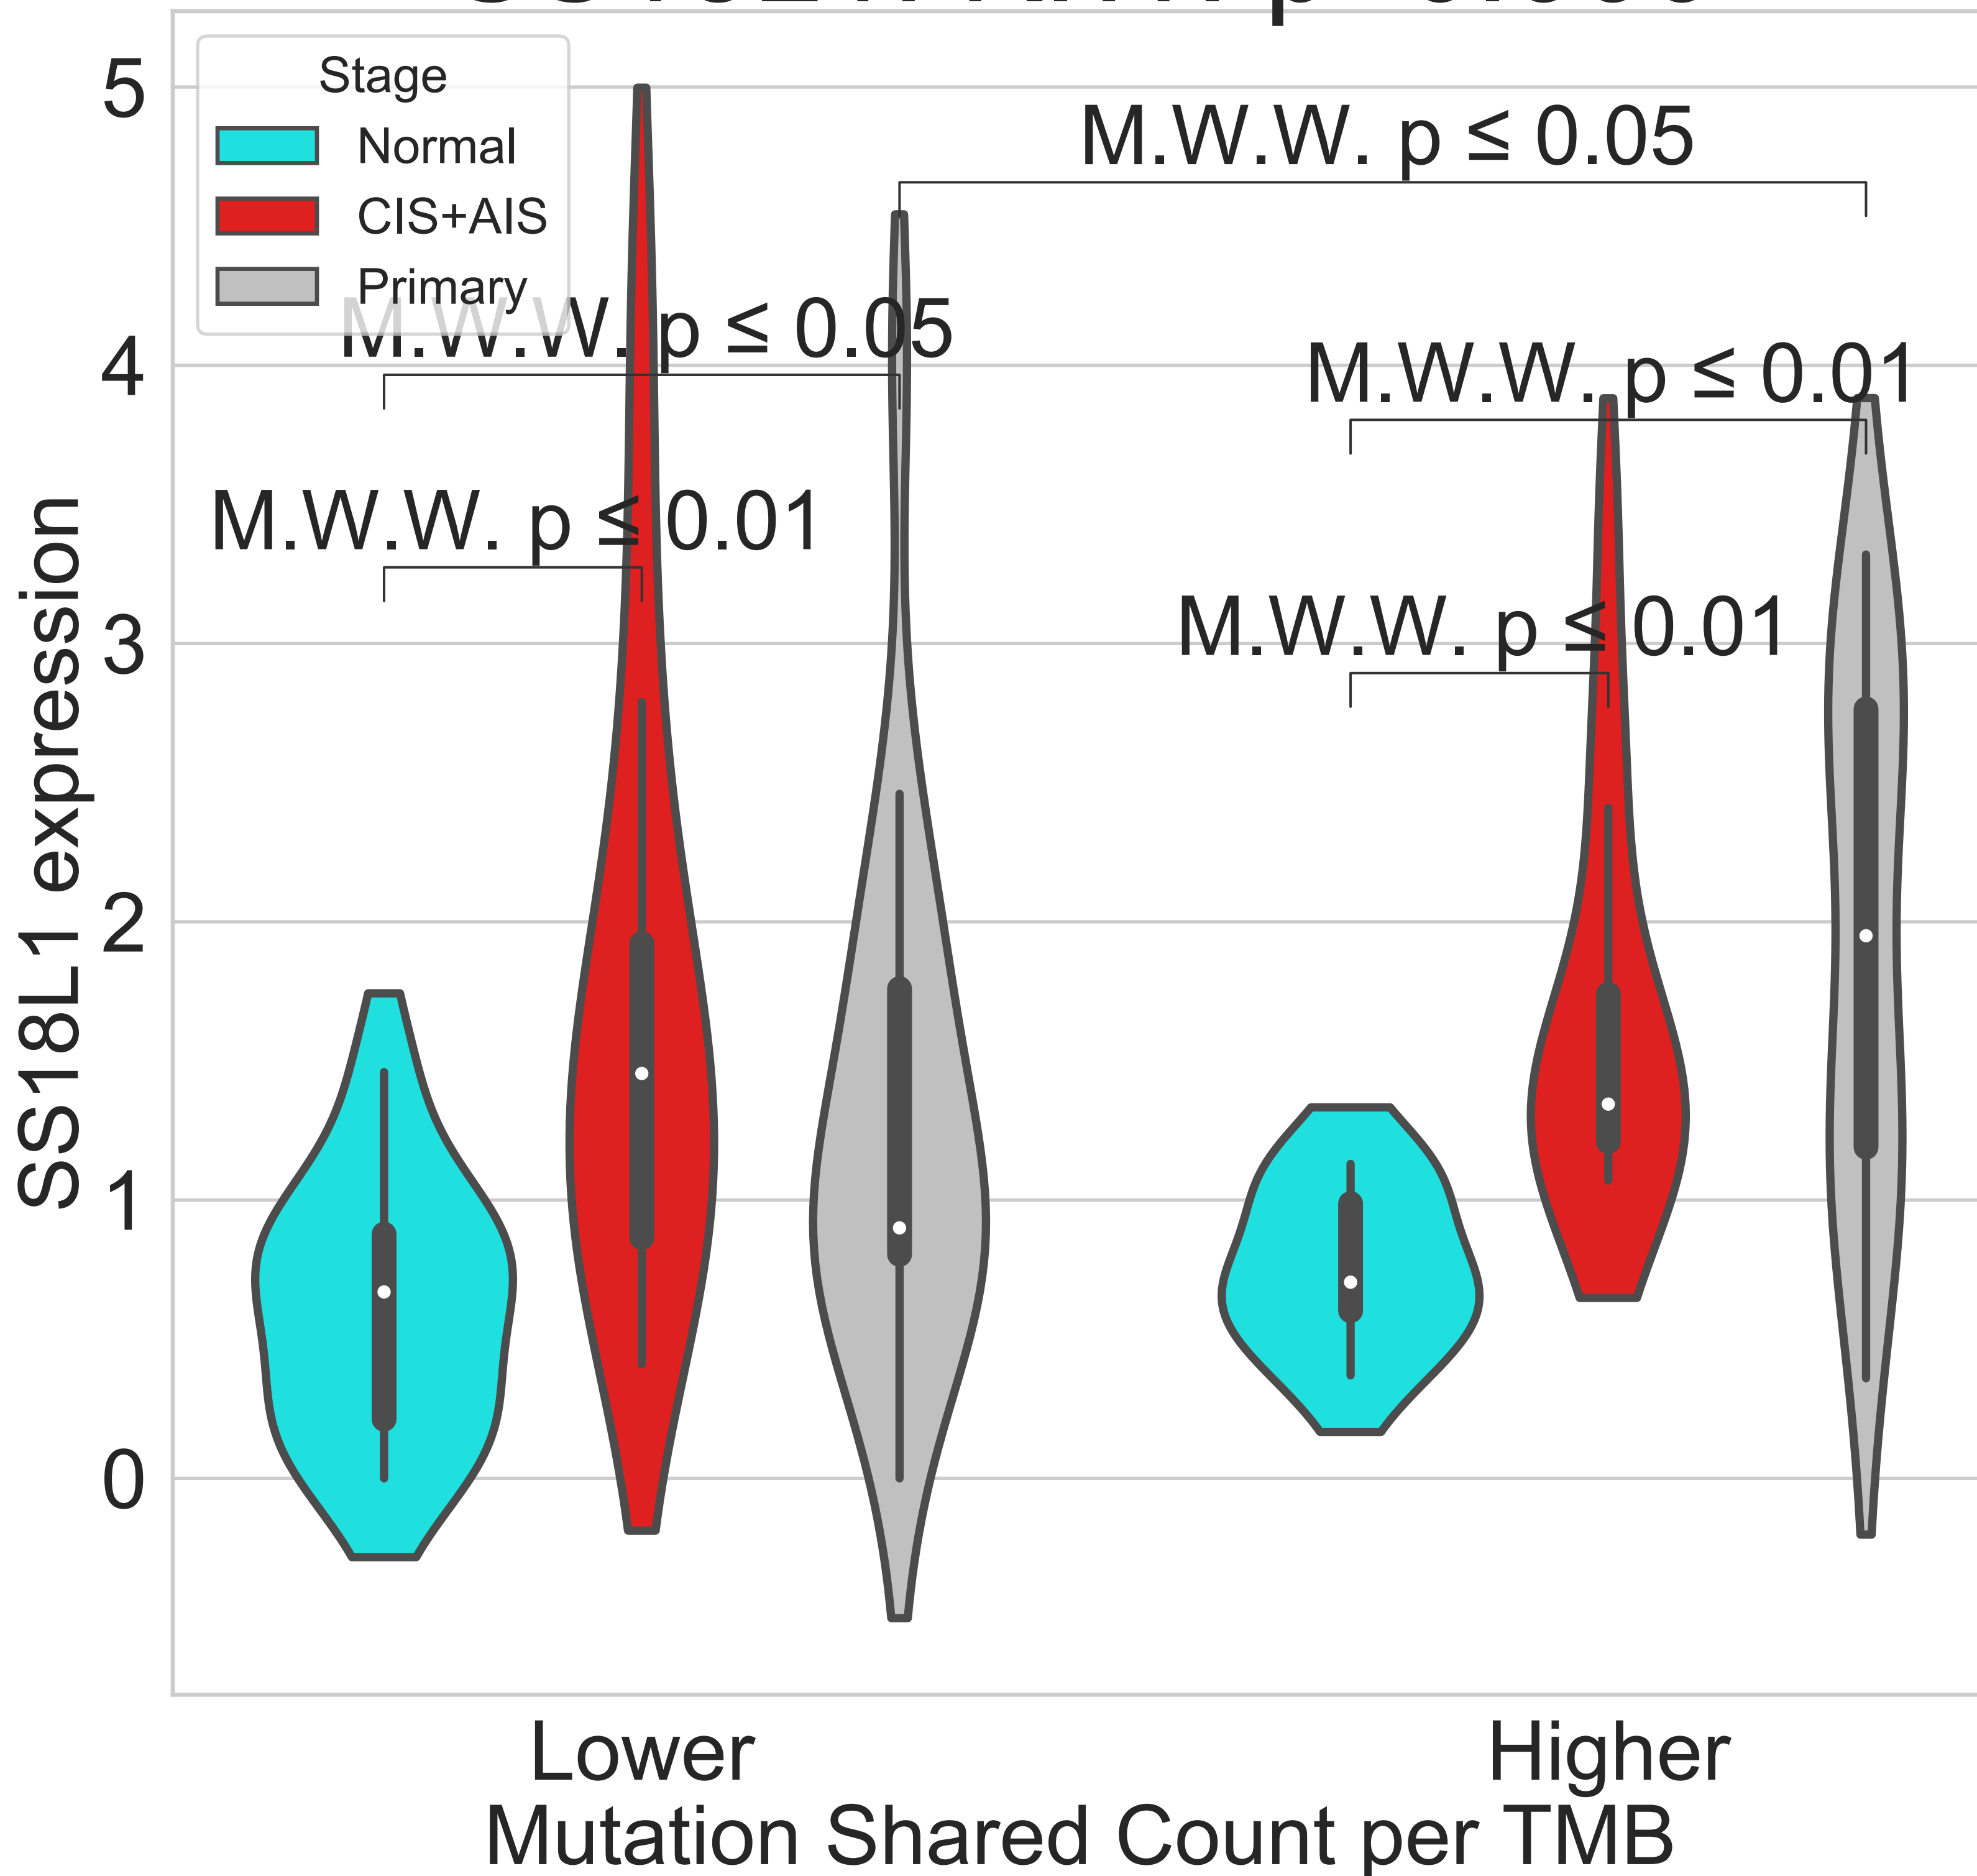 Stage
Normal
CIS+AIS
Primary
M.W.W. p ≤ 0.05
M.W.W. p ≤ 0.05
M.W.W. p ≤ 0.01
M.W.W. p ≤ 0.01
M.W.W. p ≤ 0.01
5
4
3
2
1
0
SS18L1 expression
Lower
Higher
Mutation Shared Count per TMB